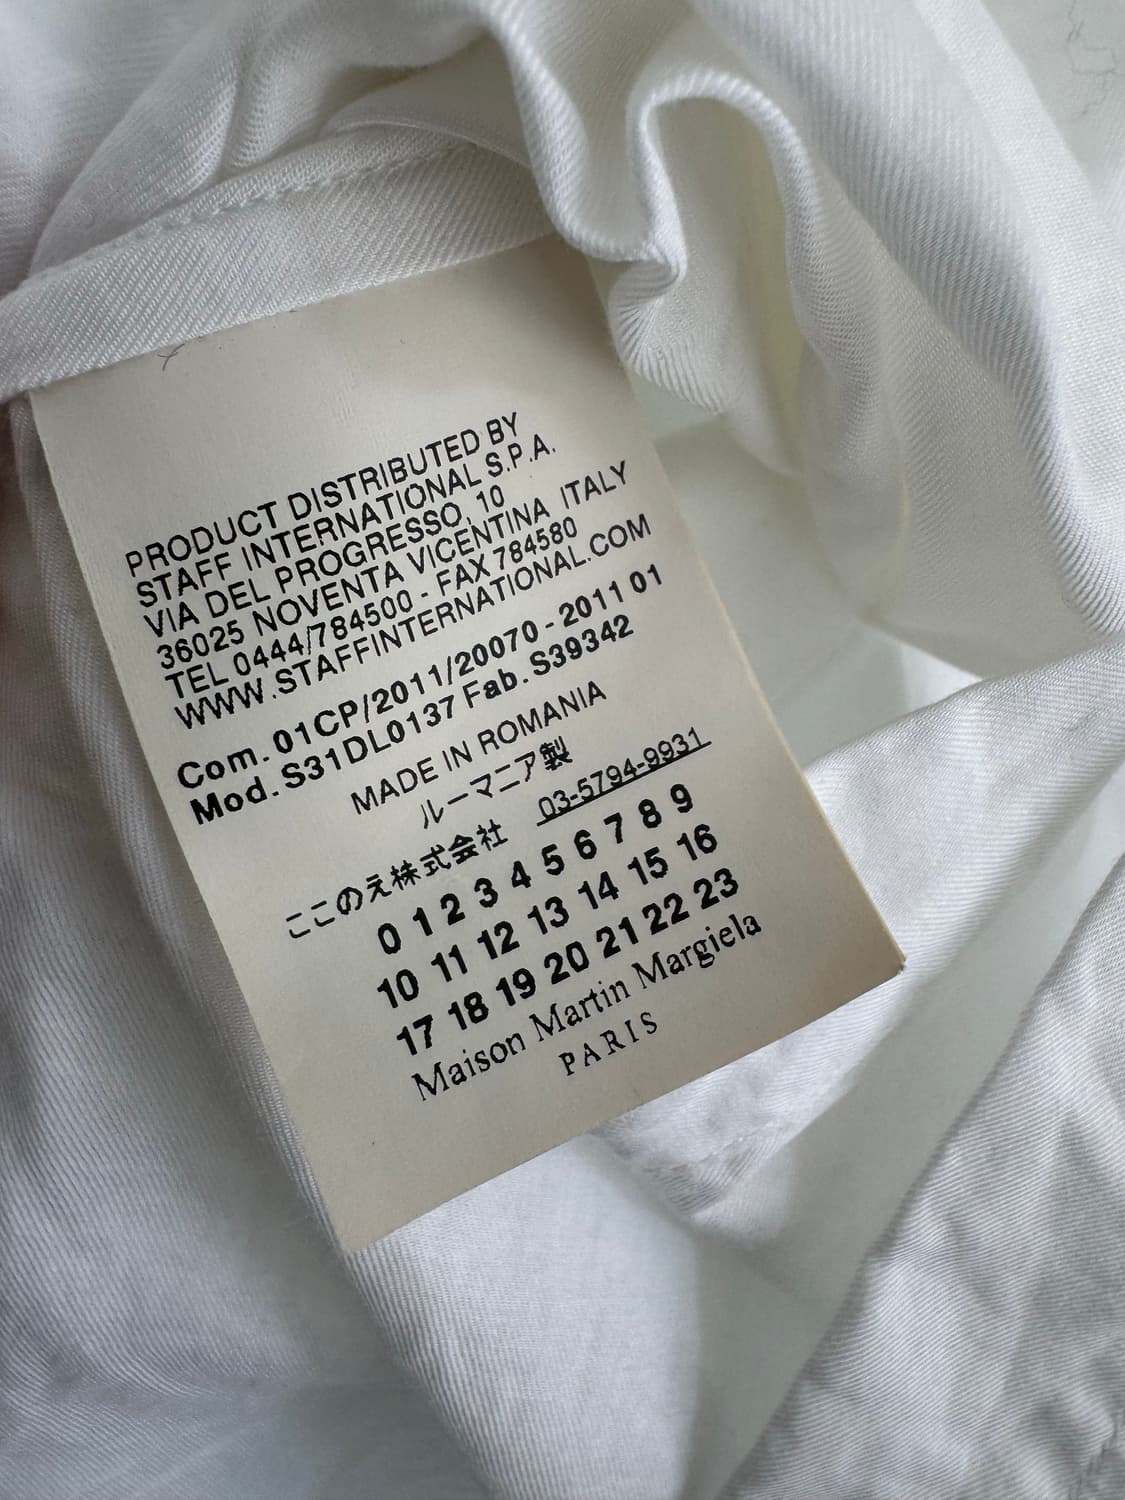 PRODUCT DISTRIBUTED BY
STAFF INTERNATIONAL S.P.A.
VIA DEL PROGRESSO, 10
36025 NOVENTA VICENTINA ITALY
TEL 0444/784500 - FAX 784580
WWW.STAFFINTERNATIONAL.COM
Com. 01CP/2011/20070 - 2011 01
Mod. S31DL0137 Fab. S39342
MADE IN ROMANIA
ルーマニア製
ここのえ株式会社 03-5794-9931
0 1 2 3 4 5 6 7 8 9
10 11 12 13 14 15 16
17 18 19 20 21 22 23
Maison Martin Margiela
PARIS